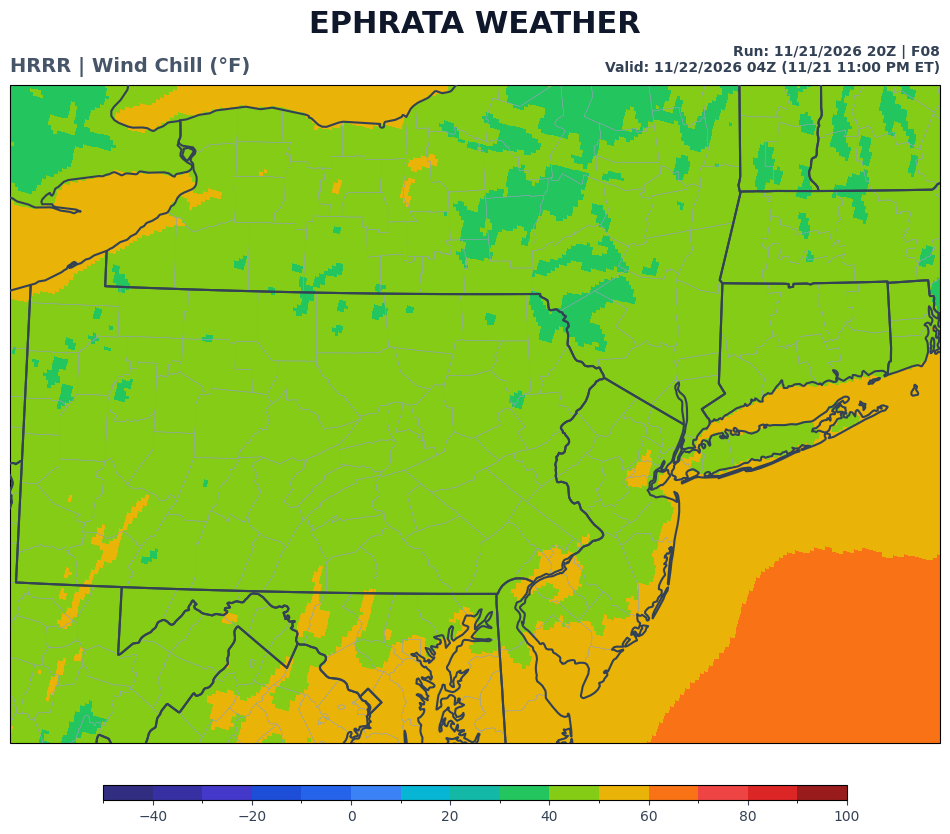 EPHRATA WEATHER
HRRR | Wind Chill (°F)
Run: 11/21/2026 20Z | F08
Valid: 11/22/2026 04Z (11/21 11:00 PM ET)
−40 −20 0 20 40 60 80 100